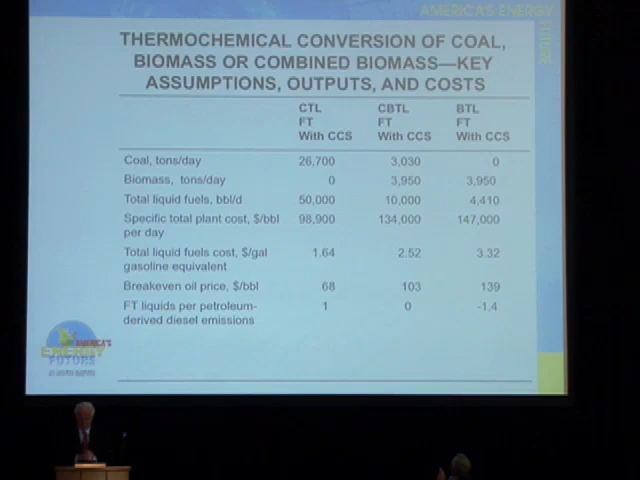 AMERICA'S ENERGY
FUTURE
THERMOCHEMICAL CONVERSION OF COAL,
BIOMASS OR COMBINED BIOMASS—KEY
ASSUMPTIONS, OUTPUTS, AND COSTS
CTL CBTL BTL
FT FT FT
With CCS With CCS With CCS
Coal, tons/day 26,700 3,030 0
Biomass, tons/day 0 3,950 3,950
Total liquid fuels, bbl/d 50,000 10,000 4,410
Specific total plant cost, $/bbl 98,900 134,000 147,000
per day
Total liquid fuels cost, $/gal 1.64 2.52 3.32
gasoline equivalent
Breakeven oil price, $/bbl 68 103 139
FT liquids per petroleum- 1 0 -1.4
derived diesel emissions
AMERICA'S
ENERGY
FUTURE